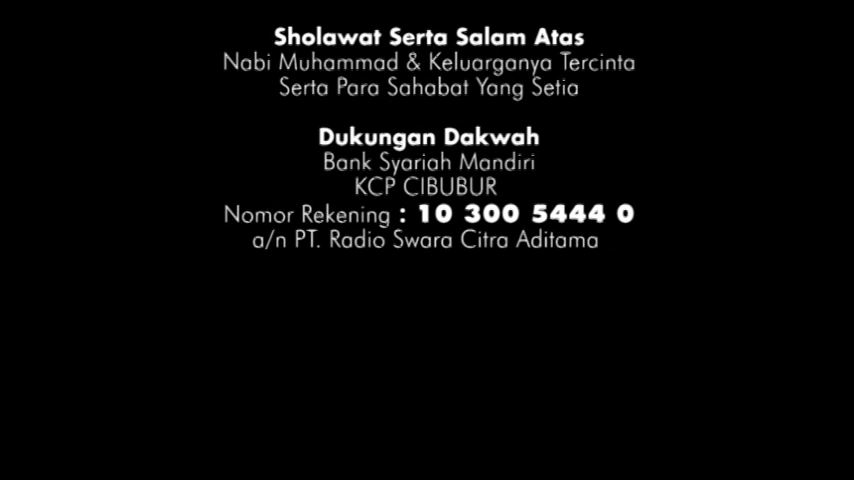 Sholawat Serta Salam Atas
Nabi Muhammad & Keluarganya Tercinta
Serta Para Sahabat Yang Setia
Dukungan Dakwah
Bank Syariah Mandiri
KCP CIBUBUR
Nomor Rekening : 10 300 5444 0
a/n PT. Radio Swara Citra Aditama